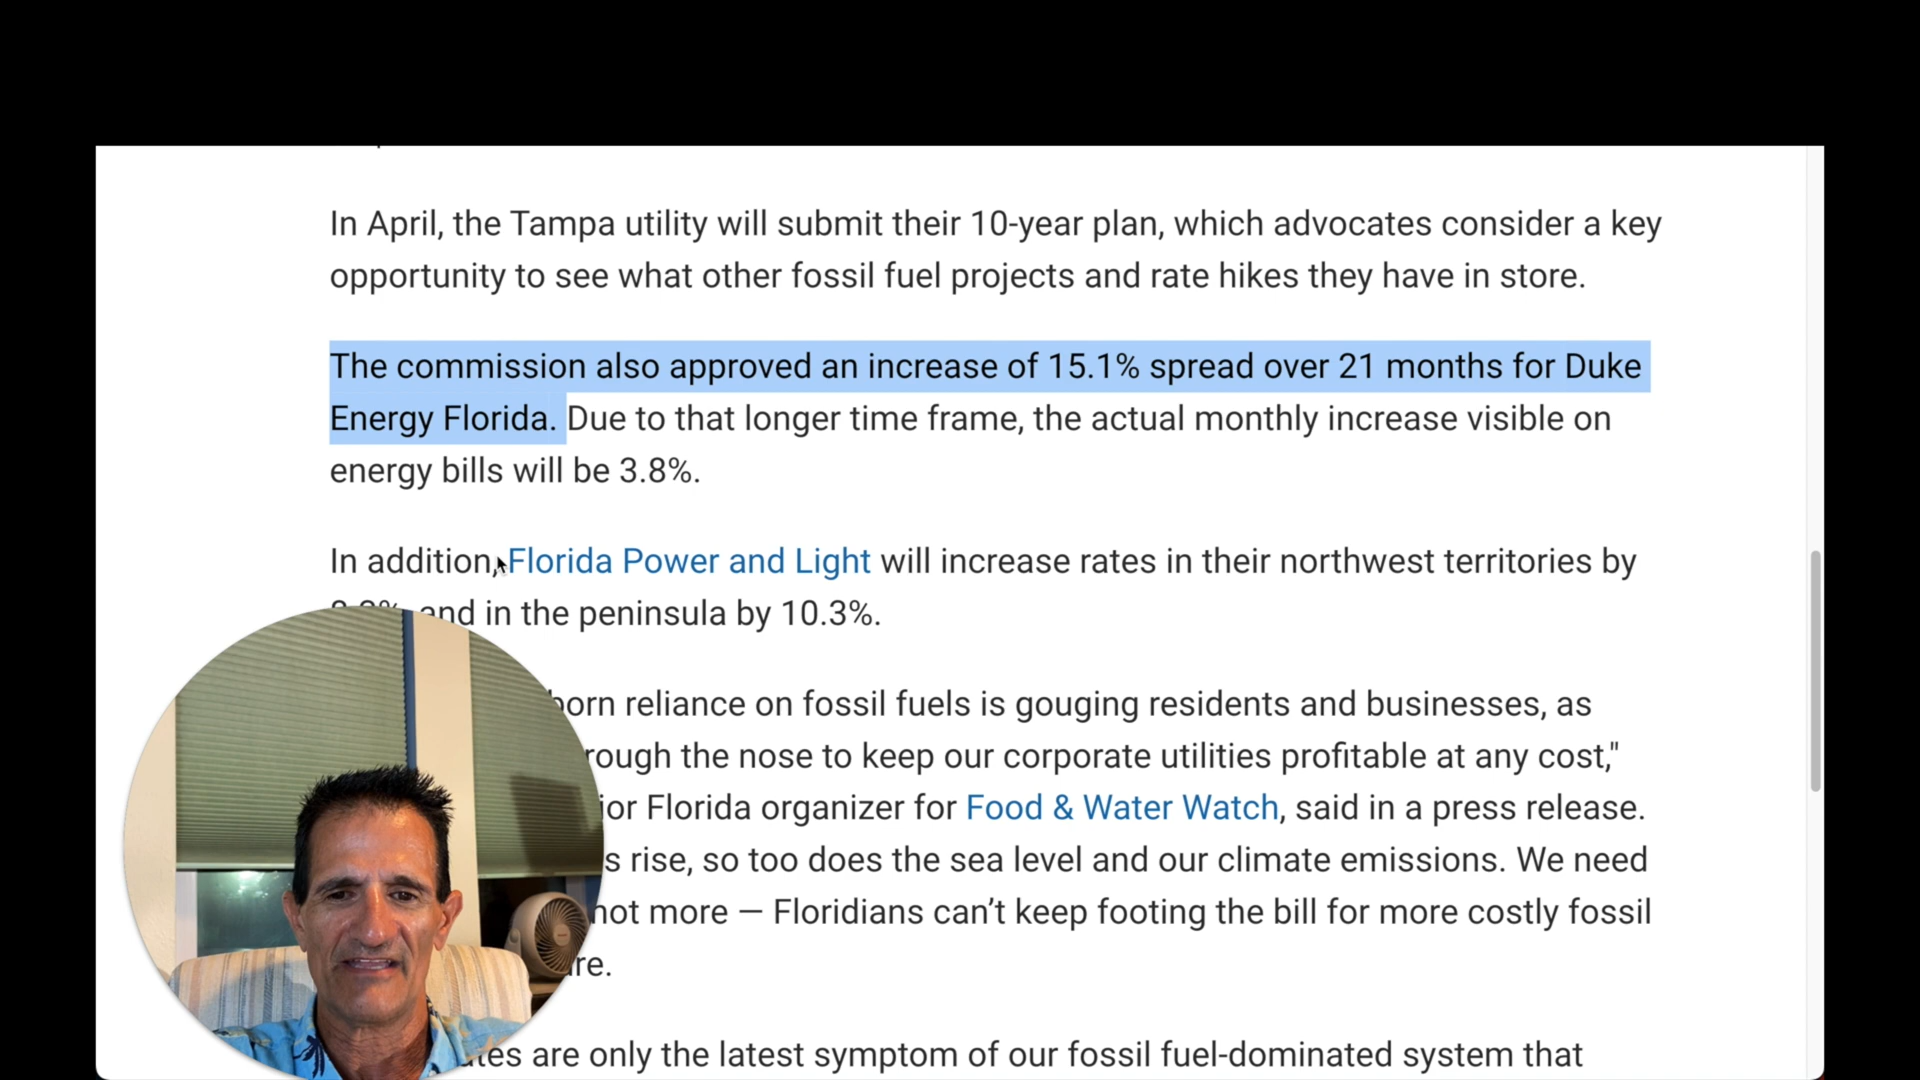 In April, the Tampa utility will submit their 10-year plan, which advocates consider a key
opportunity to see what other fossil fuel projects and rate hikes they have in store.
The commission also approved an increase of 15.1% spread over 21 months for Duke
Energy Florida. Due to that longer time frame, the actual monthly increase visible on
energy bills will be 3.8%.
In addition, Florida Power and Light will increase rates in their northwest territories by
and in the peninsula by 10.3%.
reliance on fossil fuels is gouging residents and businesses, as
the nose to keep our corporate utilities profitable at any cost,"
Florida organizer for Food & Water Watch, said in a press release.
rise, so too does the sea level and our climate emissions. We need
not more — Floridians can't keep footing the bill for more costly fossil
are only the latest symptom of our fossil fuel-dominated system that